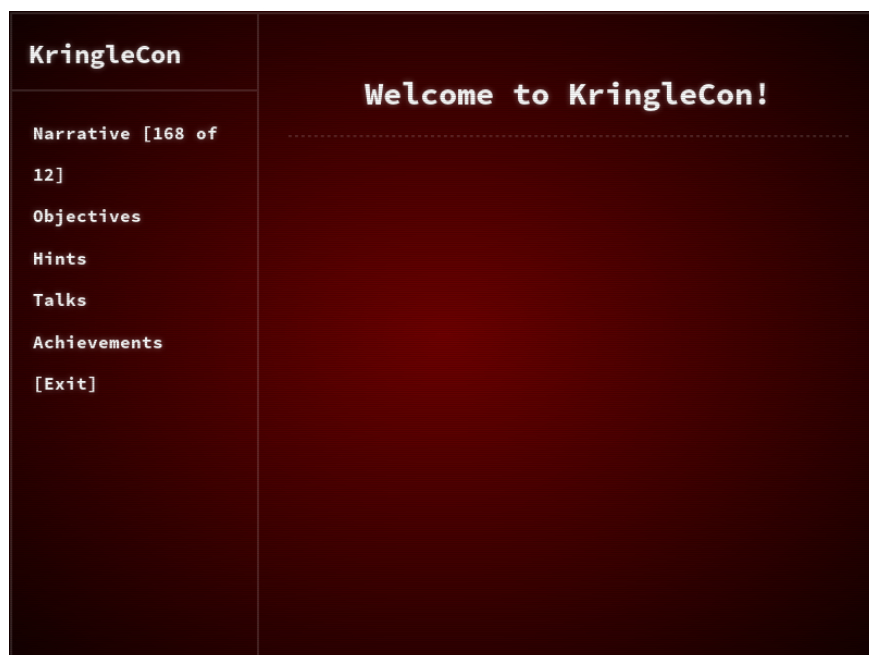 KringleCon
Welcome to KringleCon!
Narrative [168 of
12]
Objectives
Hints
Talks
Achievements
[Exit]